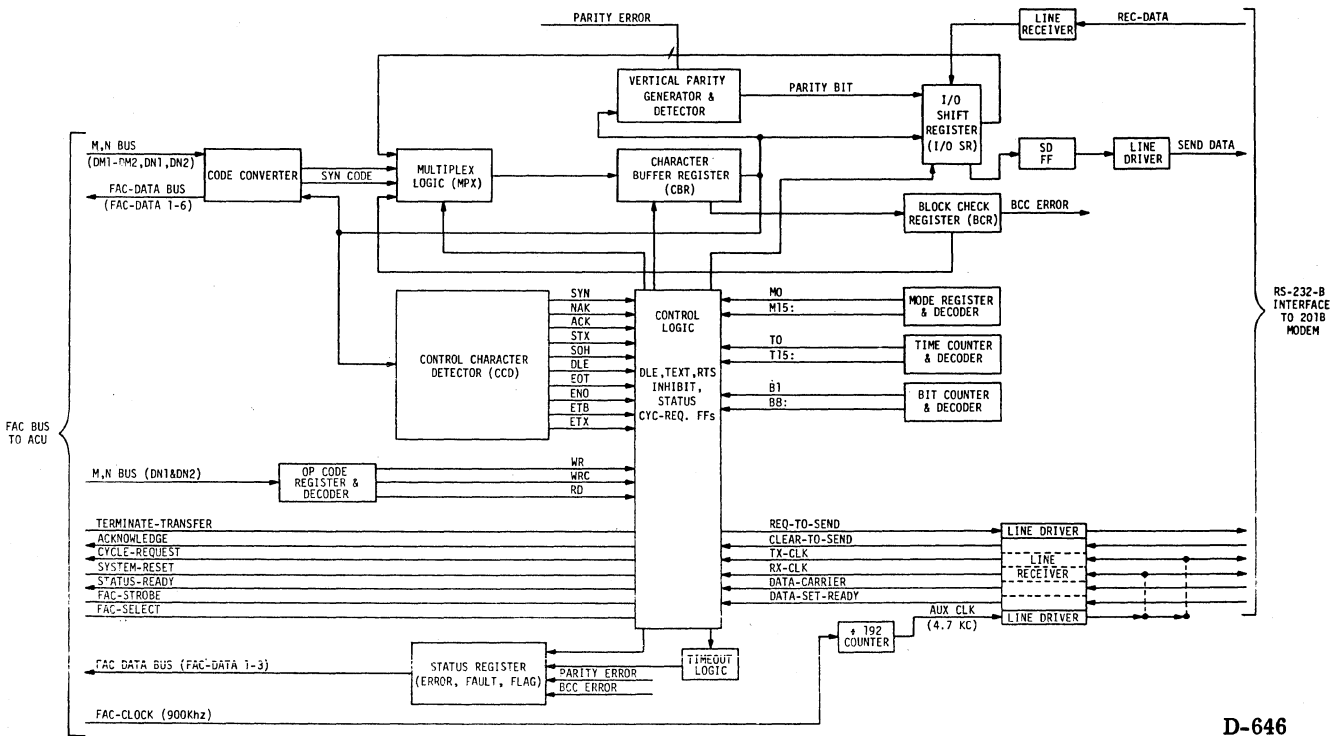 PARITY ERROR
LINE
RECEIVER
REC-DATA
VERTICAL PARITY
GENERATOR &
DETECTOR
PARITY BIT
I/O
SHIFT
REGISTER
(I/O SR)
M,N BUS
(DM1-DM2,DN1,DN2)
FAC-DATA BUS
(FAC-DATA 1-6)
CODE CONVERTER
SYN CODE
MULTIPLEX
LOGIC (MPX)
CHARACTER
BUFFER REGISTER
(CBR)
SD
FF
LINE
DRIVER
SEND DATA
BLOCK CHECK
REGISTER (BCR)
BCC ERROR
CONTROL CHARACTER
DETECTOR (CCD)
SYN
NAK
ACK
STX
SOH
DLE
EOT
ENO
ETB
ETX
CONTROL
LOGIC
DLE,TEXT,RTS
INHIBIT,
STATUS
CYC-REQ. FFs
MO
M15:
MODE REGISTER
& DECODER
TO
T15:
TIME COUNTER
& DECODER
B1
B8:
BIT COUNTER
& DECODER
RS-232-B
INTERFACE
TO 201B
MODEM
FAC BUS
TO ACU
M,N BUS (DN1&DN2)
OP CODE
REGISTER &
DECODER
WR
WRC
RD
TERMINATE-TRANSFER
ACKNOWLEDGE
CYCLE-REQUEST
SYSTEM-RESET
STATUS-READY
FAC-STROBE
FAC-SELECT
REQ-TO-SEND
CLEAR-TO-SEND
TX-CLK
RX-CLK
DATA-CARRIER
DATA-SET-READY
LINE DRIVER
LINE
RECEIVER
LINE DRIVER
AUX CLK
(4.7 KC)
÷ 192
COUNTER
FAC DATA BUS (FAC-DATA 1-3)
STATUS REGISTER
(ERROR, FAULT, FLAG)
TIMEOUT
LOGIC
PARITY ERROR
BCC ERROR
FAC-CLOCK (900Khz)
D-646